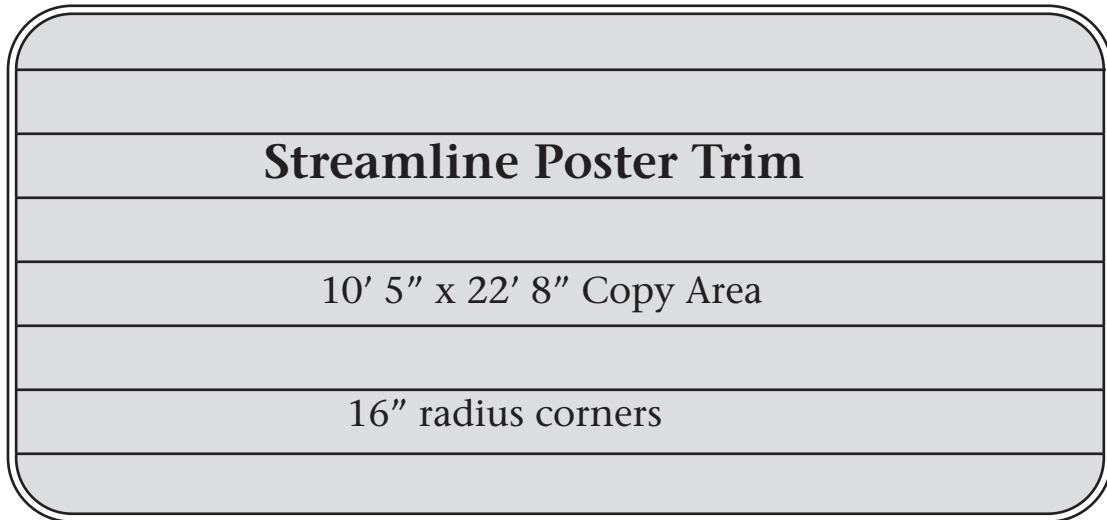 Streamline Poster Trim
10′ 5″ x 22′ 8″ Copy Area
16″ radius corners